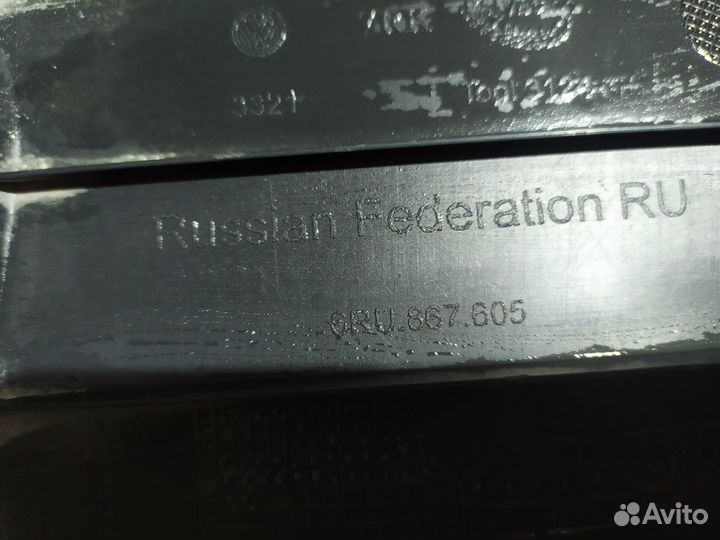 3321
Russian Federation RU
6RU.867.605
Avito